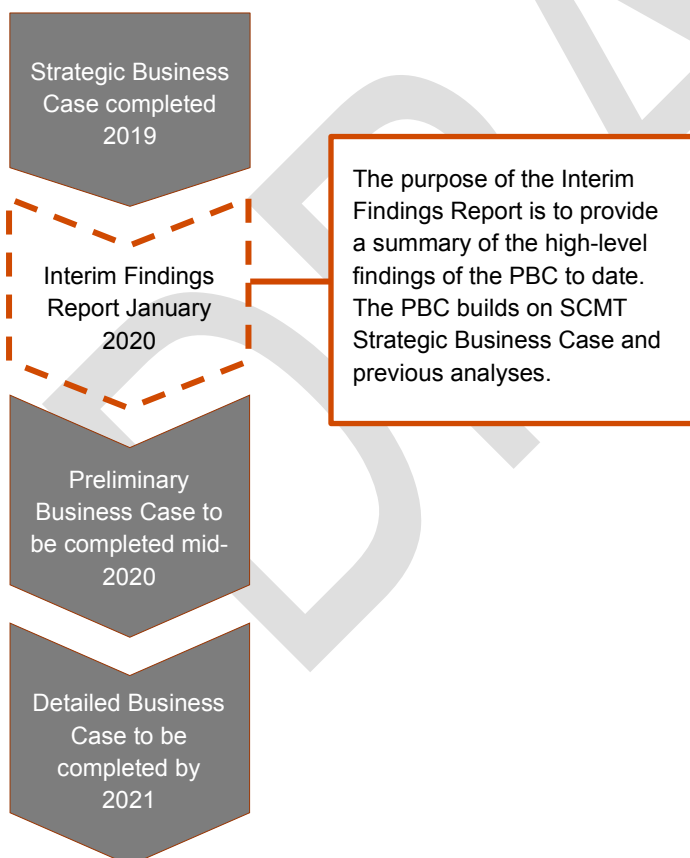 Strategic Business
Case completed
2019
Interim Findings
Report January
2020
The purpose of the Interim
Findings Report is to provide
a summary of the high-level
findings of the PBC to date.
The PBC builds on SCMT
Strategic Business Case and
previous analyses.
Preliminary
Business Case to
be completed mid-
2020
Detailed Business
Case to be
completed by
2021